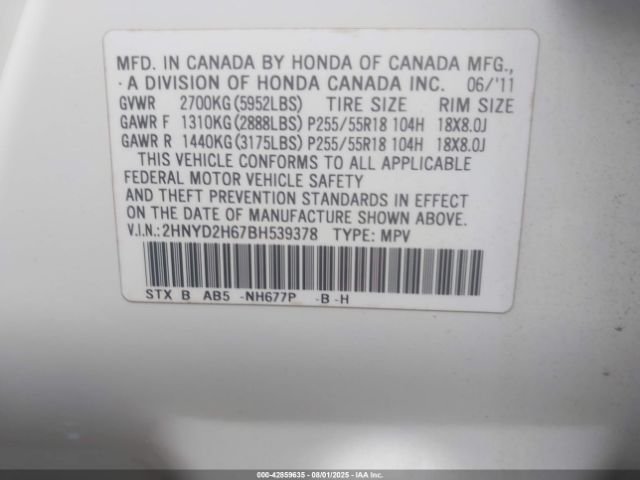 MFD. IN CANADA BY HONDA OF CANADA MFG.,
A DIVISION OF HONDA CANADA INC. 06/'11
GVWR 2700KG(5952LBS) TIRE SIZE RIM SIZE
GAWR F 1310KG(2888LBS) P255/55R18 104H 18X8.0J
GAWR R 1440KG(3175LBS) P255/55R18 104H 18X8.0J
THIS VEHICLE CONFORMS TO ALL APPLICABLE
FEDERAL MOTOR VEHICLE SAFETY
AND THEFT PREVENTION STANDARDS IN EFFECT
ON THE DATE OF MANUFACTURE SHOWN ABOVE.
V.I.N.: 2HNYD2H67BH539378 TYPE: MPV
STX B AB5 -NH677P -B -H
000-42859635 - 08/01/2025 - IAA Inc.